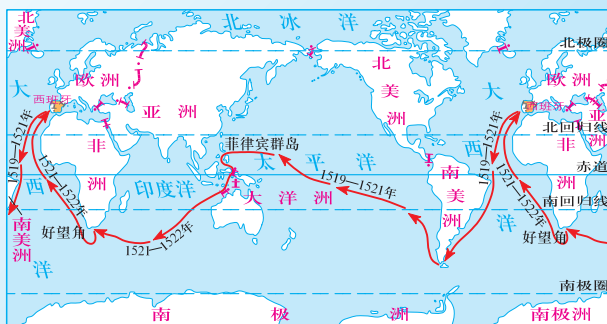 北冰洋
北美洲
北极圈
大西洋
欧洲
西班牙
亚洲
非洲
1519—1521年
1521—1522年
南美洲
好望角
印度洋
1521—1522年
菲律宾群岛
太平洋
1519—1521年
大洋洲
北美洲
南美洲
大西洋
欧洲
西班牙
亚洲
北回归线
非洲
赤道
1519—1521年
1521—1522年
南回归线
好望角
南极圈
南极洲
南极洲